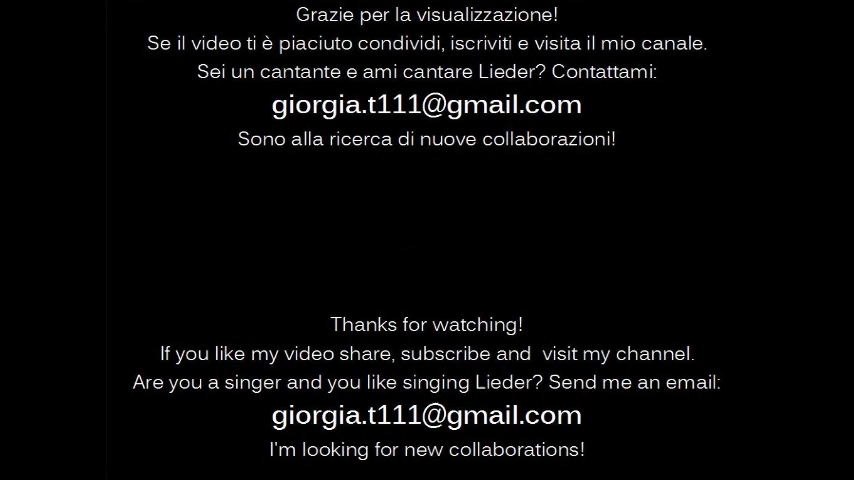 Grazie per la visualizzazione!
Se il video ti è piaciuto condividi, iscriviti e visita il mio canale.
Sei un cantante e ami cantare Lieder? Contattami:
giorgia.t111@gmail.com
Sono alla ricerca di nuove collaborazioni!
Thanks for watching!
If you like my video share, subscribe and  visit my channel.
Are you a singer and you like singing Lieder? Send me an email:
giorgia.t111@gmail.com
I'm looking for new collaborations!